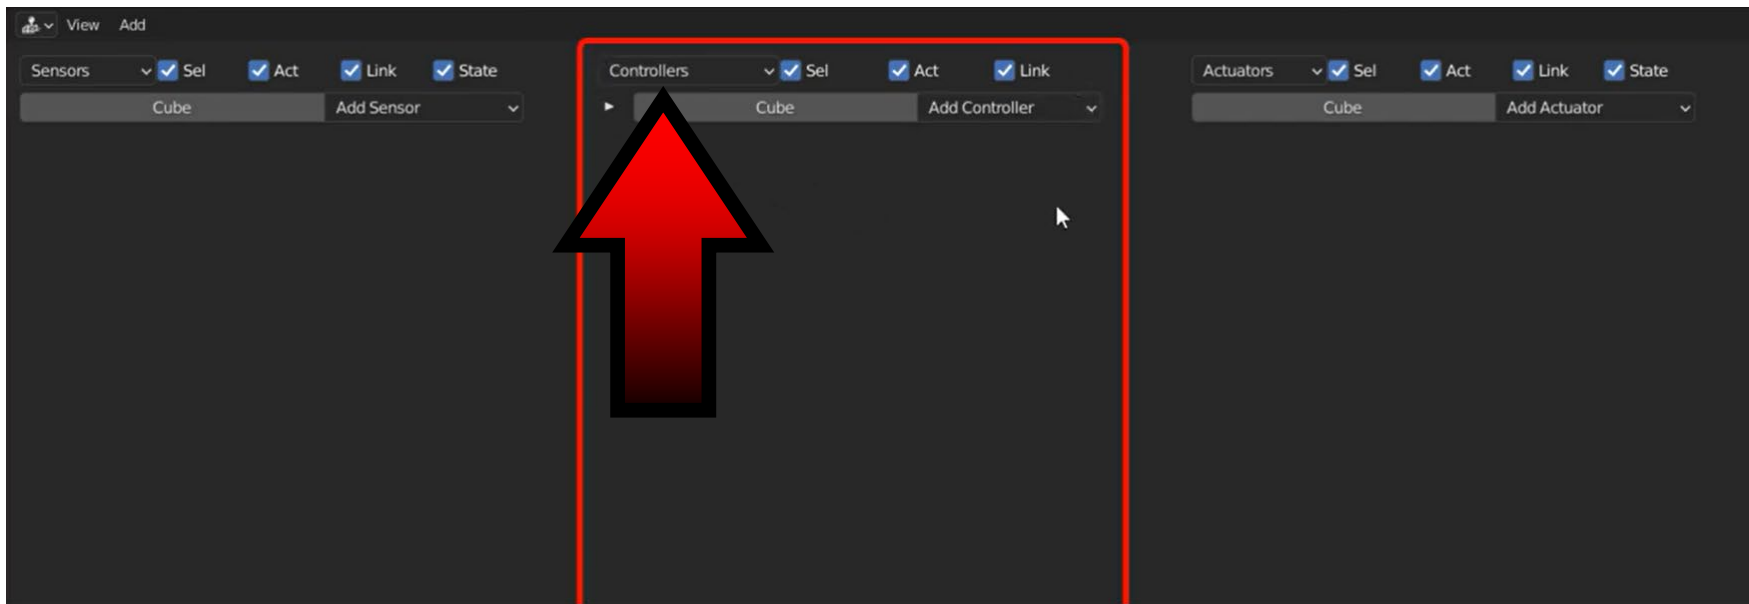 View Add
Sensors Sel Act Link State Controllers Sel Act Link Actuators Sel Act Link State
Cube Add Sensor Cube Add Controller Cube Add Actuator